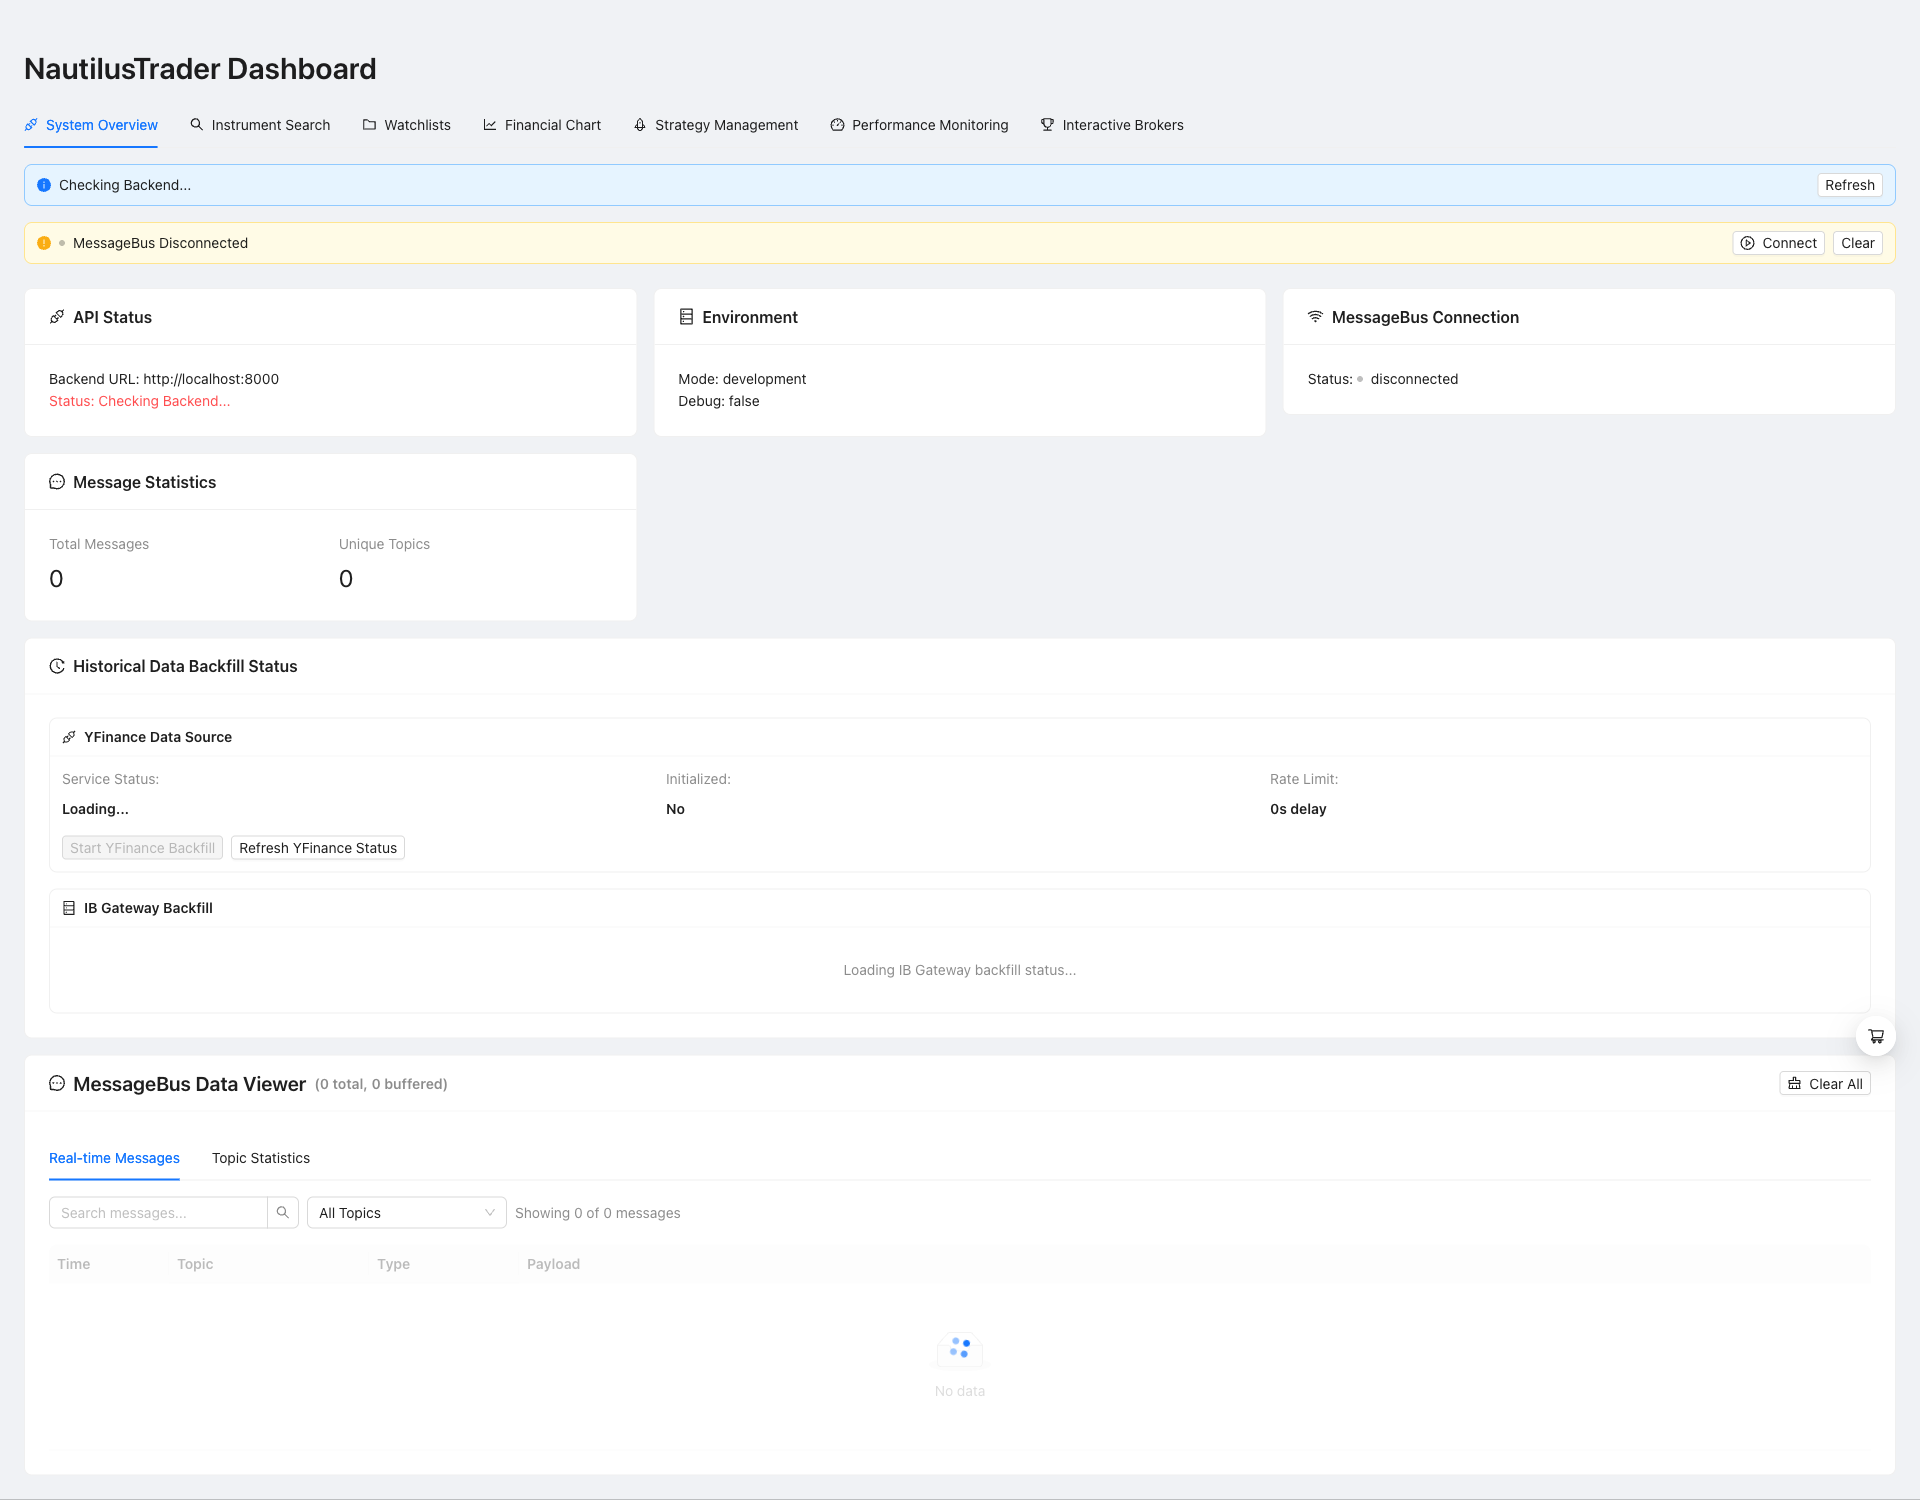 NautilusTrader Dashboard
System Overview
Instrument Search
Watchlists
Financial Chart
Strategy Management
Performance Monitoring
Interactive Brokers
Checking Backend...
Refresh
MessageBus Disconnected
Connect
Clear
API Status
Backend URL: http://localhost:8000
Status: Checking Backend...
Environment
Mode: development
Debug: false
MessageBus Connection
Status: disconnected
Message Statistics
Total Messages
0
Unique Topics
0
Historical Data Backfill Status
YFinance Data Source
Service Status:
Loading...
Initialized:
No
Rate Limit:
0s delay
Start YFinance Backfill
Refresh YFinance Status
IB Gateway Backfill
Loading IB Gateway backfill status...
MessageBus Data Viewer (0 total, 0 buffered)
Clear All
Real-time Messages
Topic Statistics
Search messages...
All Topics
Showing 0 of 0 messages
Time
Topic
Type
Payload
No data